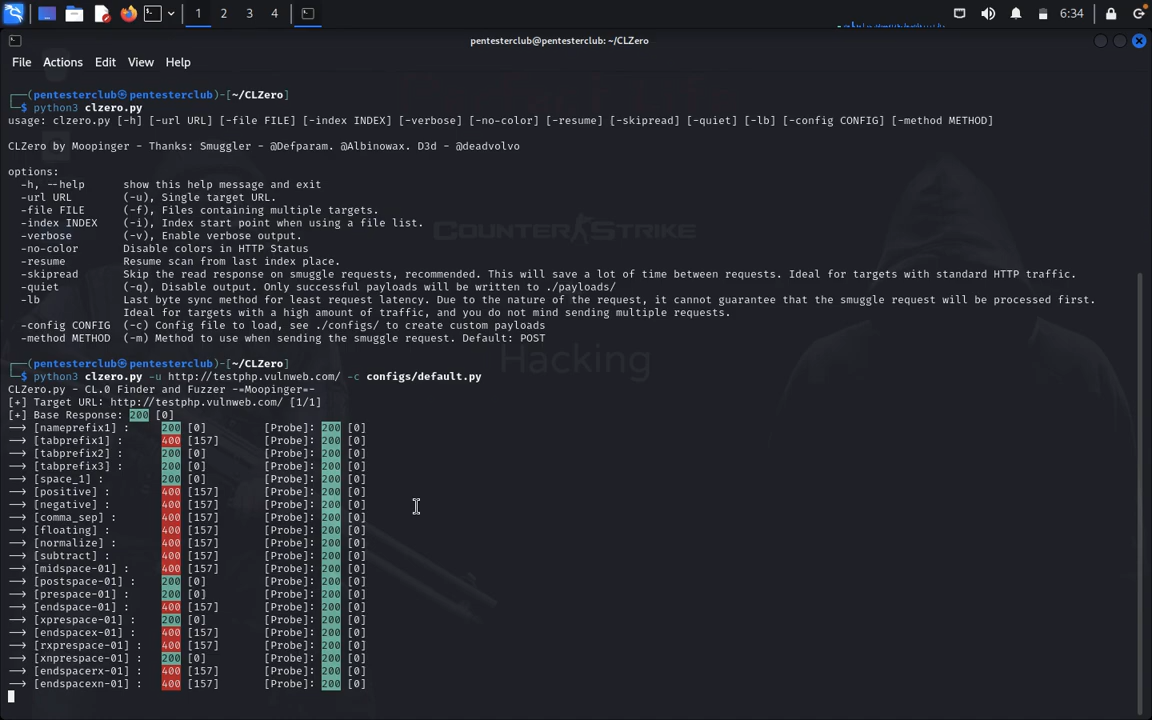 1 2 3 4 6:34
pentesterclub@pentesterclub: ~/CLZero
File Actions Edit View Help
┌──(pentesterclub㉿pentesterclub)-[~/CLZero]
└─$ python3 clzero.py
usage: clzero.py [-h] [-url URL] [-file FILE] [-index INDEX] [-verbose] [-no-color] [-resume] [-skipread] [-quiet] [-lb] [-config CONFIG] [-method METHOD]
CLZero by Moopinger - Thanks: Smuggler - @Defparam. @Albinowax. D3d - @deadvolvo
options:
-h, --help show this help message and exit
-url URL (-u), Single target URL.
-file FILE (-f), Files containing multiple targets.
-index INDEX (-i), Index start point when using a file list.
-verbose (-v), Enable verbose output.
-no-color Disable colors in HTTP Status
-resume Resume scan from last index place.
-skipread Skip the read response on smuggle requests, recommended. This will save a lot of time between requests. Ideal for targets with standard HTTP traffic.
-quiet (-q), Disable output. Only successful payloads will be written to ./payloads/
-lb Last byte sync method for least request latency. Due to the nature of the request, it cannot guarantee that the smuggle request will be processed first.
Ideal for targets with a high amount of traffic, and you do not mind sending multiple requests.
-config CONFIG (-c) Config file to load, see ./configs/ to create custom payloads
-method METHOD (-m) Method to use when sending the smuggle request. Default: POST
COUNTER STRIKE
Hacking
┌──(pentesterclub㉿pentesterclub)-[~/CLZero]
└─$ python3 clzero.py -u http://testphp.vulnweb.com/ -c configs/default.py
CLZero.py - CL.0 Finder and Fuzzer -=Moopinger=-
[+] Target URL: http://testphp.vulnweb.com/ [1/1]
[+] Base Response: 200 [0]
⟶ [nameprefix1] : 200 [0] [Probe]: 200 [0]
⟶ [tabprefix1] : 400 [157] [Probe]: 200 [0]
⟶ [tabprefix2] : 200 [0] [Probe]: 200 [0]
⟶ [tabprefix3] : 200 [0] [Probe]: 200 [0]
⟶ [space_1] : 200 [0] [Probe]: 200 [0]
⟶ [positive] : 400 [157] [Probe]: 200 [0]
⟶ [negative] : 400 [157] [Probe]: 200 [0]
⟶ [comma_sep] : 400 [157] [Probe]: 200 [0]
⟶ [floating] : 400 [157] [Probe]: 200 [0]
⟶ [normalize] : 400 [157] [Probe]: 200 [0]
⟶ [subtract] : 400 [157] [Probe]: 200 [0]
⟶ [midspace-01] : 400 [157] [Probe]: 200 [0]
⟶ [postspace-01] : 200 [0] [Probe]: 200 [0]
⟶ [prespace-01] : 200 [0] [Probe]: 200 [0]
⟶ [endspace-01] : 400 [157] [Probe]: 200 [0]
⟶ [xprespace-01] : 200 [0] [Probe]: 200 [0]
⟶ [endspacex-01] : 400 [157] [Probe]: 200 [0]
⟶ [rxprespace-01] : 400 [157] [Probe]: 200 [0]
⟶ [xnprespace-01] : 200 [0] [Probe]: 200 [0]
⟶ [endspacerx-01] : 400 [157] [Probe]: 200 [0]
⟶ [endspacexn-01] : 400 [157] [Probe]: 200 [0]